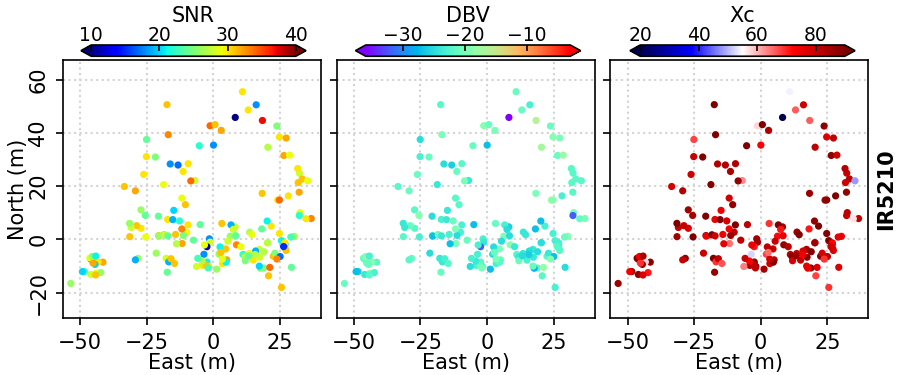 SNR DBV Xc
10 20 30 40 −30 −20 −10 20 40 60 80
60
40
20
0
−20
North (m)
IR5210
−50 −25 0 25 −50 −25 0 25 −50 −25 0 25
East (m) East (m) East (m)